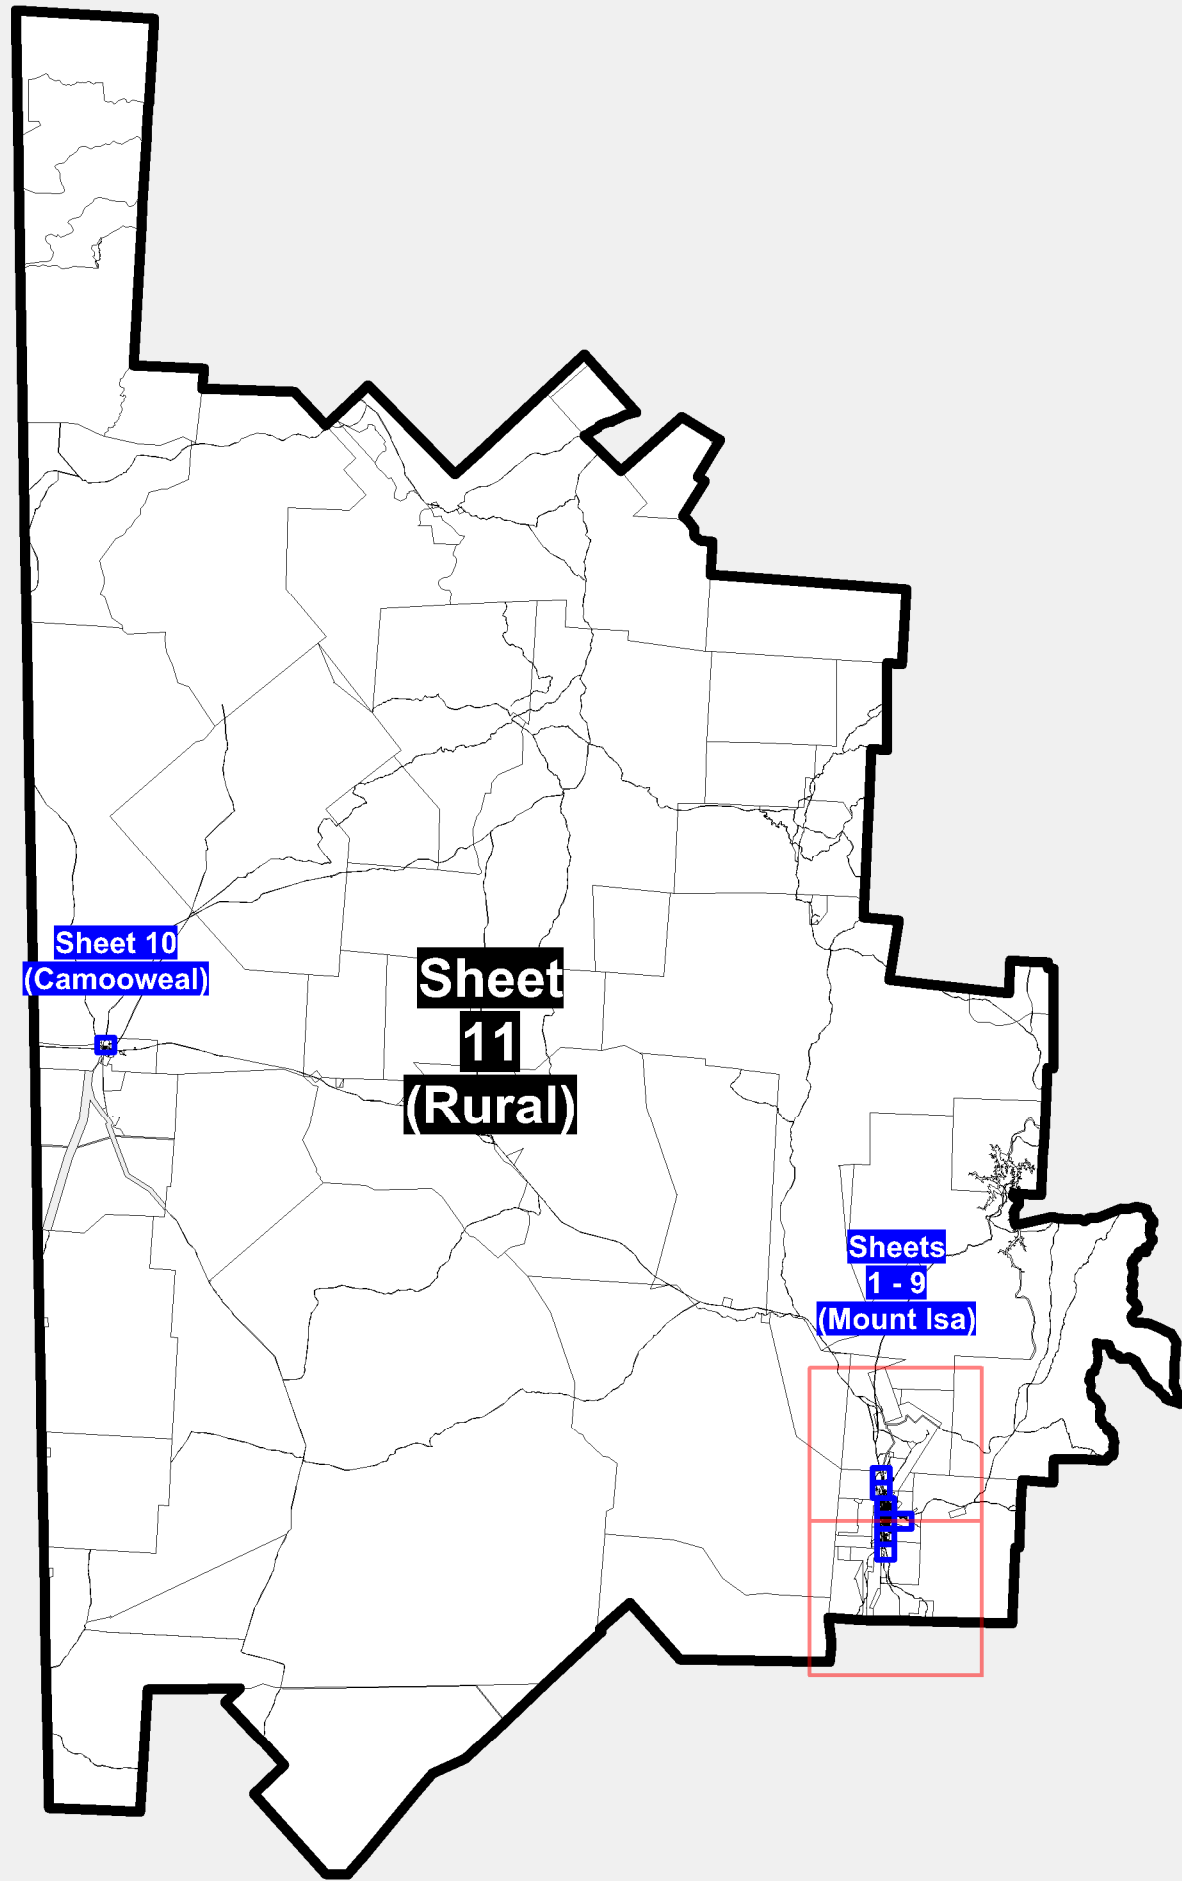 Sheet 10
(Camooweal)
Sheet
11
(Rural)
Sheets
1 - 9
(Mount Isa)